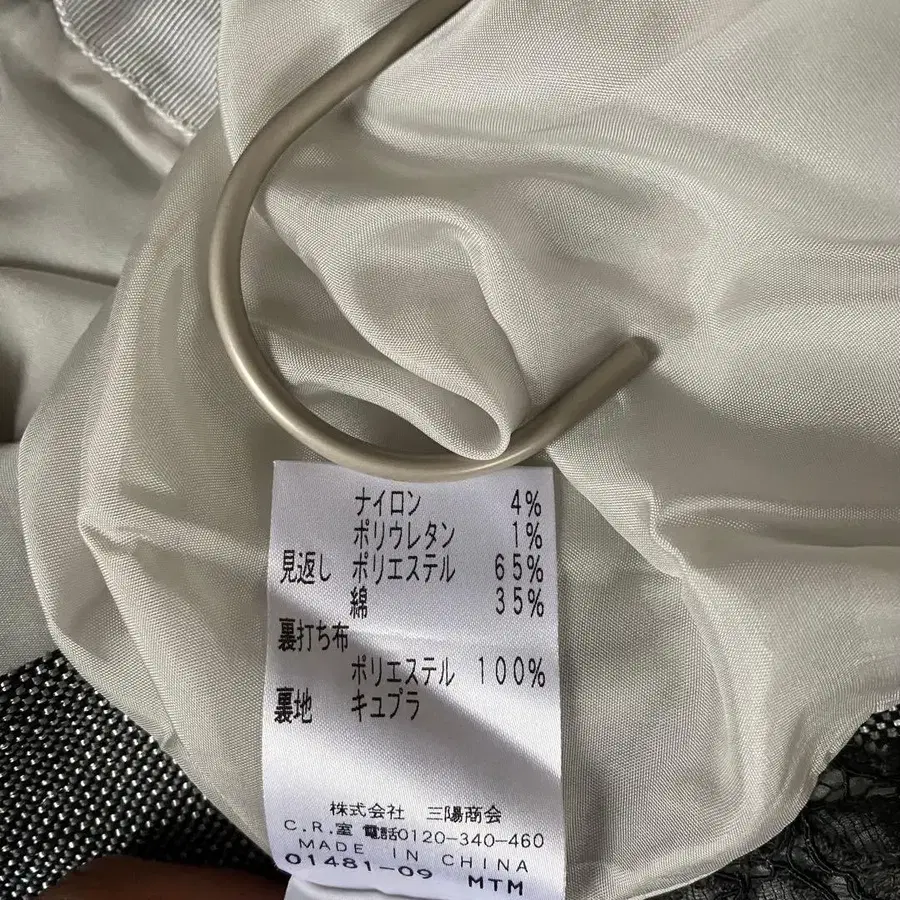 ナイロン 4%
ポリウレタン 1%
見返し ポリエステル 65%
綿 35%
裏打ち布
ポリエステル 100%
裏地 キュプラ
株式会社 三陽商会
C.R.室 電話0120-340-460
MADE IN CHINA
01481-09 MTM